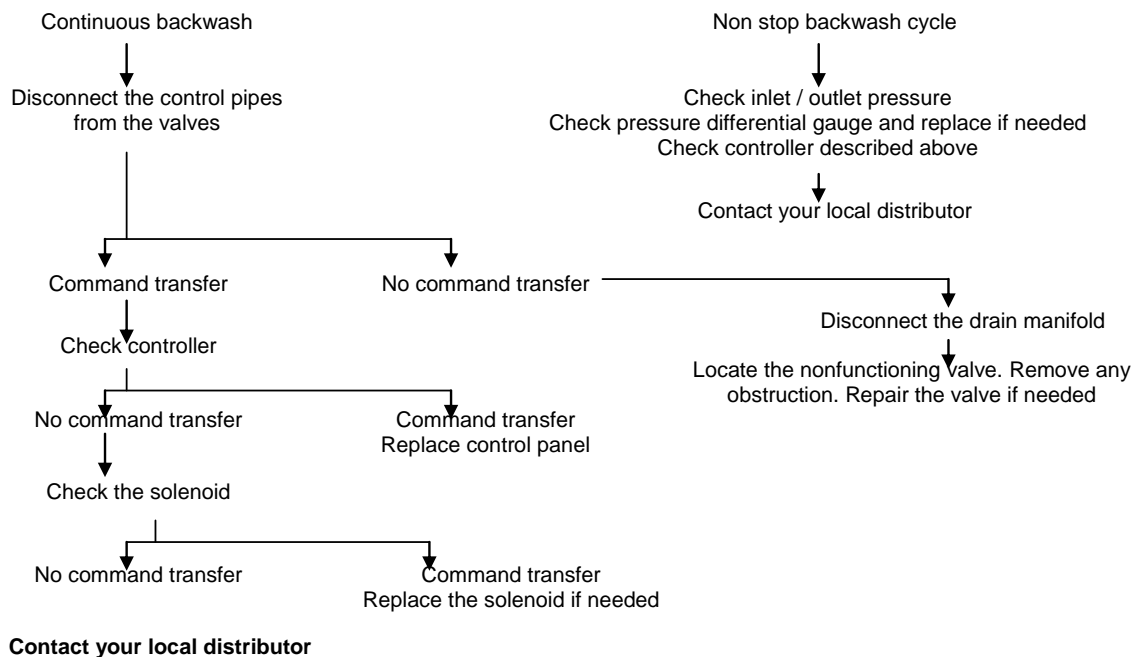 Continuous backwash
Non stop backwash cycle
Disconnect the control pipes
from the valves
Check inlet / outlet pressure
Check pressure differential gauge and replace if needed
Check controller described above
Contact your local distributor
Command transfer
No command transfer
Disconnect the drain manifold
Check controller
Locate the nonfunctioning valve. Remove any
obstruction. Repair the valve if needed
No command transfer
Command transfer
Replace control panel
Check the solenoid
No command transfer
Command transfer
Replace the solenoid if needed
Contact your local distributor